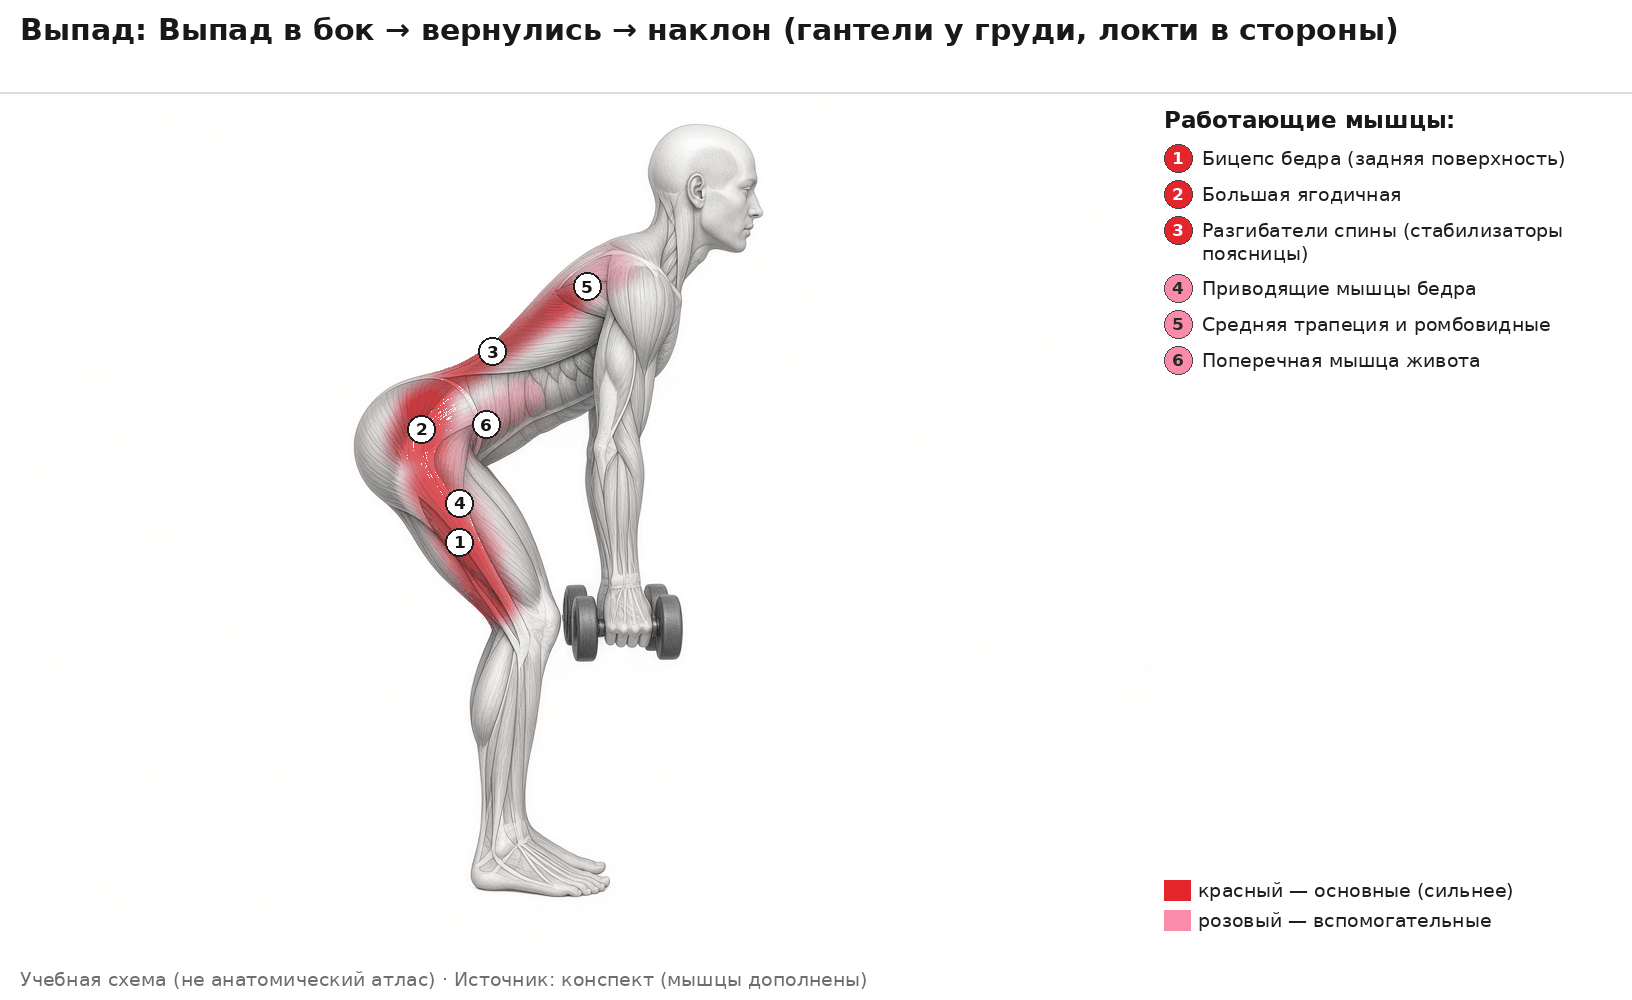 Выпад: Выпад в бок → вернулись → наклон (гантели у груди, локти в стороны)
Работающие мышцы:
1 Бицепс бедра (задняя поверхность)
2 Большая ягодичная
3 Разгибатели спины (стабилизаторы
поясницы)
4 Приводящие мышцы бедра
5 Средняя трапеция и ромбовидные
6 Поперечная мышца живота
5
3
2
6
4
1
красный — основные (сильнее)
розовый — вспомогательные
Учебная схема (не анатомический атлас) · Источник: конспект (мышцы дополнены)